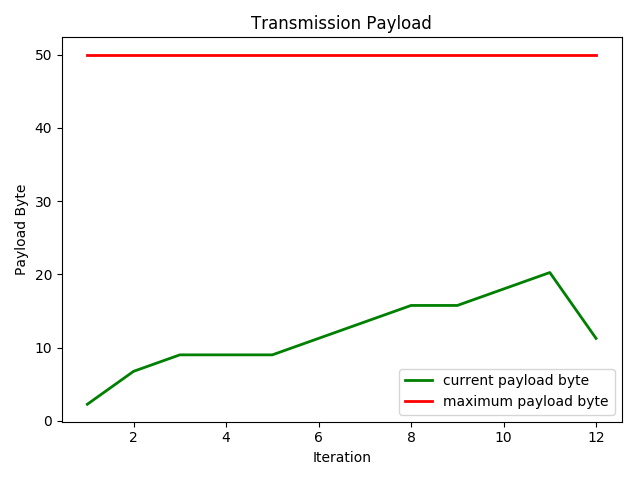 Transmission Payload
Payload Byte
50
40
30
20
10
0
2 4 6 8 10 12
Iteration
current payload byte
maximum payload byte